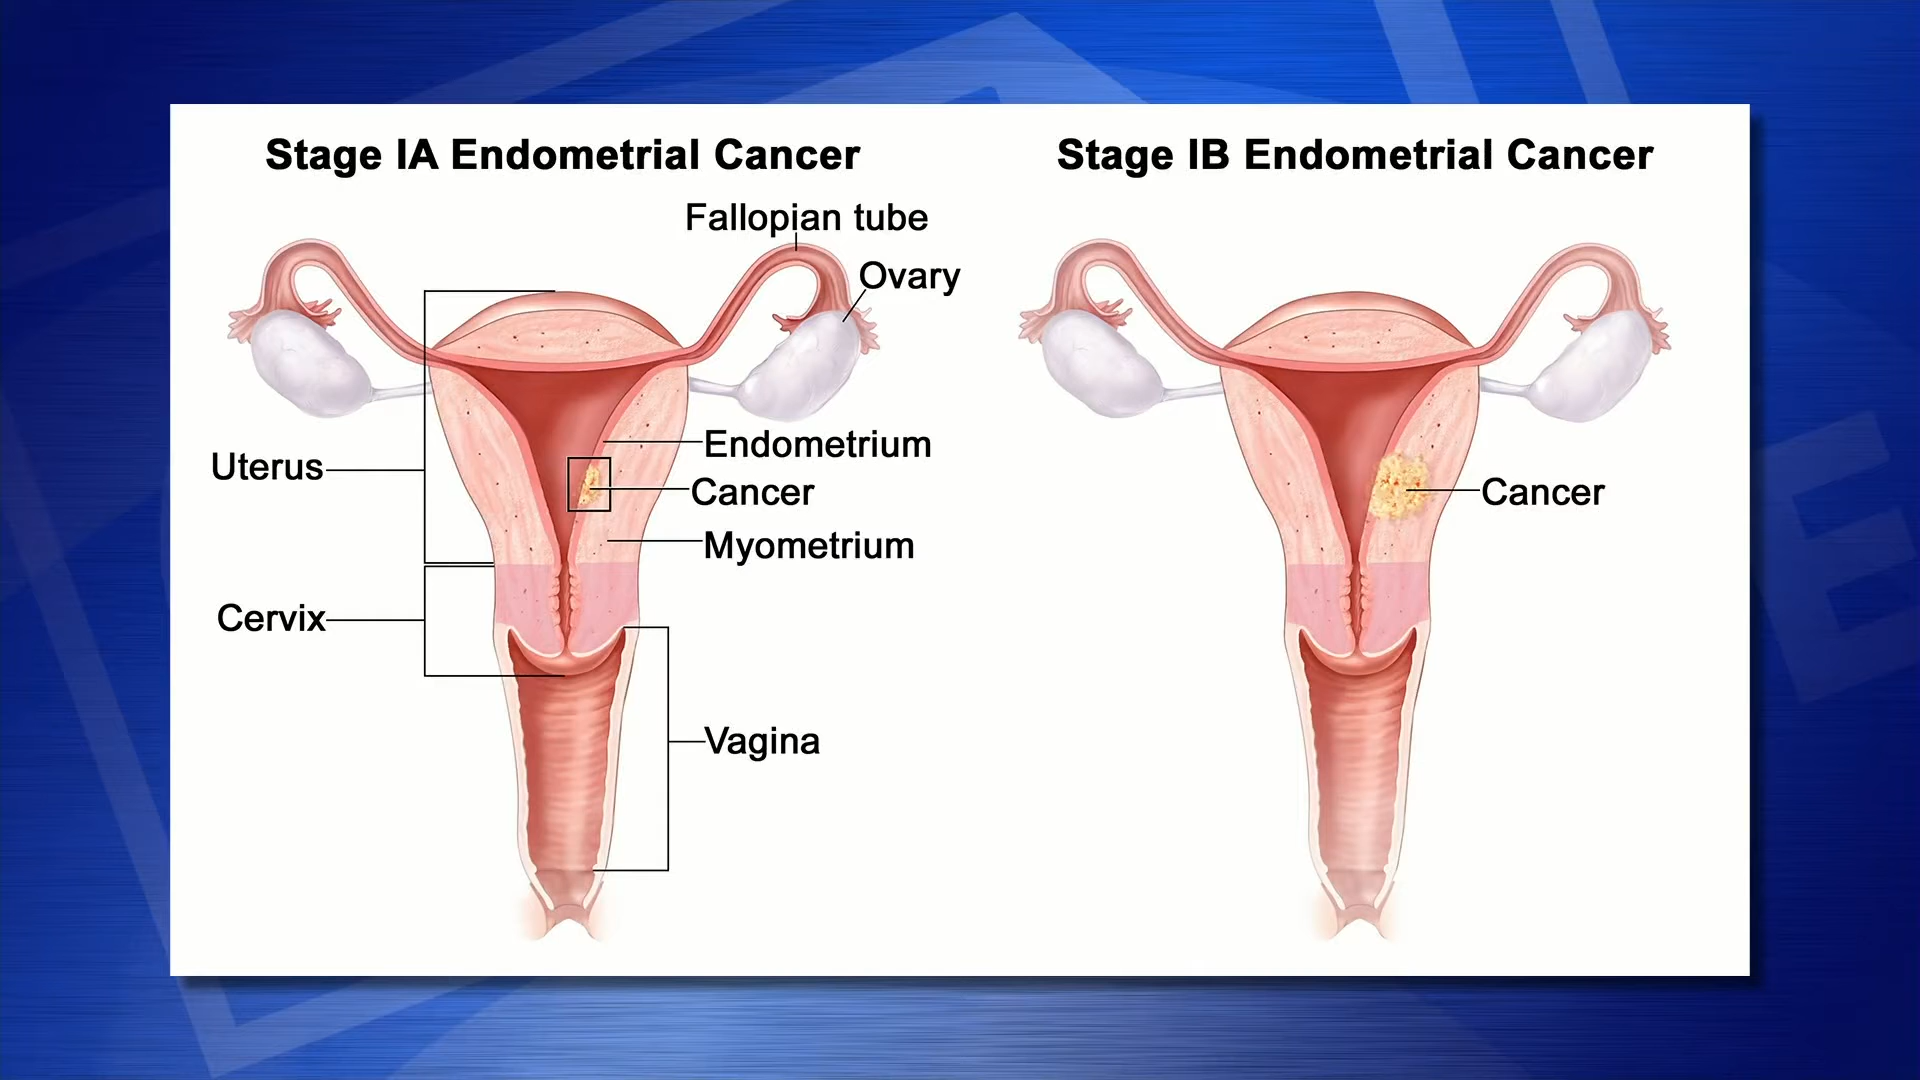 Stage IA Endometrial Cancer
Fallopian tube
Ovary
Endometrium
Uterus
Cancer
Myometrium
Cervix
Vagina
Stage IB Endometrial Cancer
Cancer